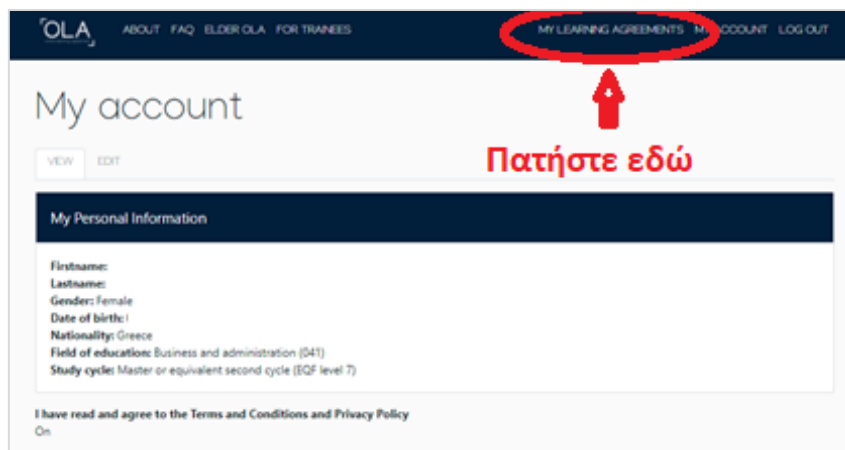 OLA ABOUT FAQ ELDER OLA FOR TRAINEES MY LEARNING AGREEMENTS MY ACCOUNT LOG OUT
My account
Πατήστε εδώ
VIEW EDIT
My Personal Information
Firstname:
Lastname:
Gender: Female
Date of birth:
Nationality: Greece
Field of education: Business and administration (041)
Study cycle: Master or equivalent second cycle (EQF level 7)
I have read and agree to the Terms and Conditions and Privacy Policy
On